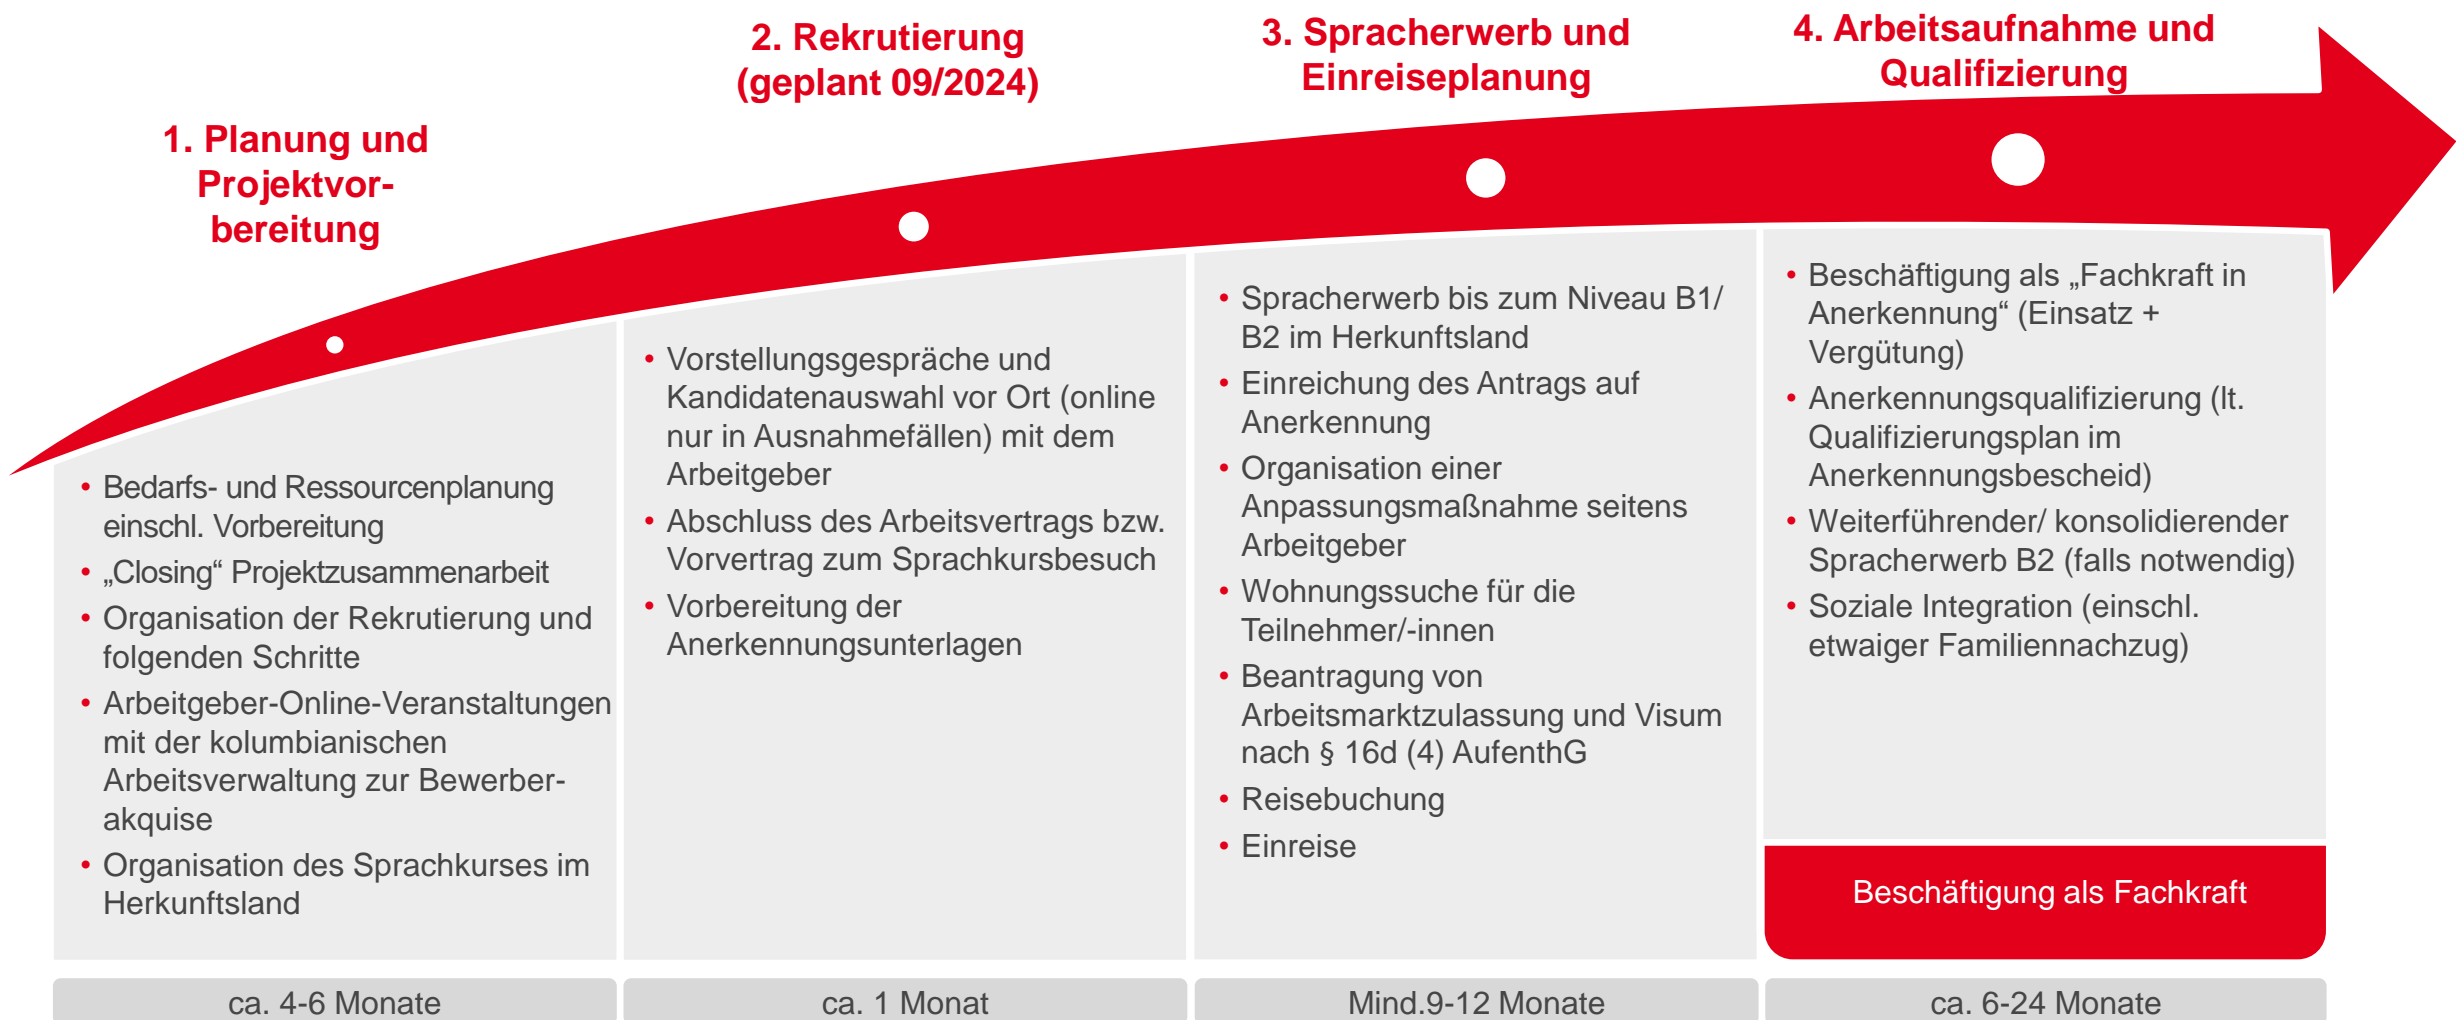 1. Planung und
Projektvor-
bereitung
• Bedarfs- und Ressourcenplanung
einschl. Vorbereitung
• „Closing“ Projektzusammenarbeit
• Organisation der Rekrutierung und
folgenden Schritte
• Arbeitgeber-Online-Veranstaltungen
mit der kolumbianischen
Arbeitsverwaltung zur Bewerber-
akquise
• Organisation des Sprachkurses im
Herkunftsland
ca. 4-6 Monate
2. Rekrutierung
(geplant 09/2024)
• Vorstellungsgespräche und
Kandidatenauswahl vor Ort (online
nur in Ausnahmefällen) mit dem
Arbeitgeber
• Abschluss des Arbeitsvertrags bzw.
Vorvertrag zum Sprachkursbesuch
• Vorbereitung der
Anerkennungsunterlagen
ca. 1 Monat
3. Spracherwerb und
Einreiseplanung
• Spracherwerb bis zum Niveau B1/
B2 im Herkunftsland
• Einreichung des Antrags auf
Anerkennung
• Organisation einer
Anpassungsmaßnahme seitens
Arbeitgeber
• Wohnungssuche für die
Teilnehmer/-innen
• Beantragung von
Arbeitsmarktzulassung und Visum
nach § 16d (4) AufenthG
• Reisebuchung
• Einreise
Mind.9-12 Monate
4. Arbeitsaufnahme und
Qualifizierung
• Beschäftigung als „Fachkraft in
Anerkennung“ (Einsatz +
Vergütung)
• Anerkennungsqualifizierung (lt.
Qualifizierungsplan im
Anerkennungsbescheid)
• Weiterführender/ konsolidierender
Spracherwerb B2 (falls notwendig)
• Soziale Integration (einschl.
etwaiger Familiennachzug)
Beschäftigung als Fachkraft
ca. 6-24 Monate